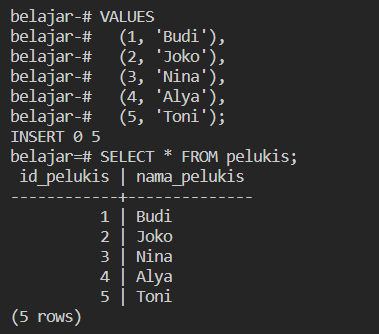 belajar-# VALUES
belajar-#   (1, 'Budi'),
belajar-#   (2, 'Joko'),
belajar-#   (3, 'Nina'),
belajar-#   (4, 'Alya'),
belajar-#   (5, 'Toni');
INSERT 0 5
belajar=# SELECT * FROM pelukis;
 id_pelukis | nama_pelukis
------------+--------------
          1 | Budi
          2 | Joko
          3 | Nina
          4 | Alya
          5 | Toni
(5 rows)